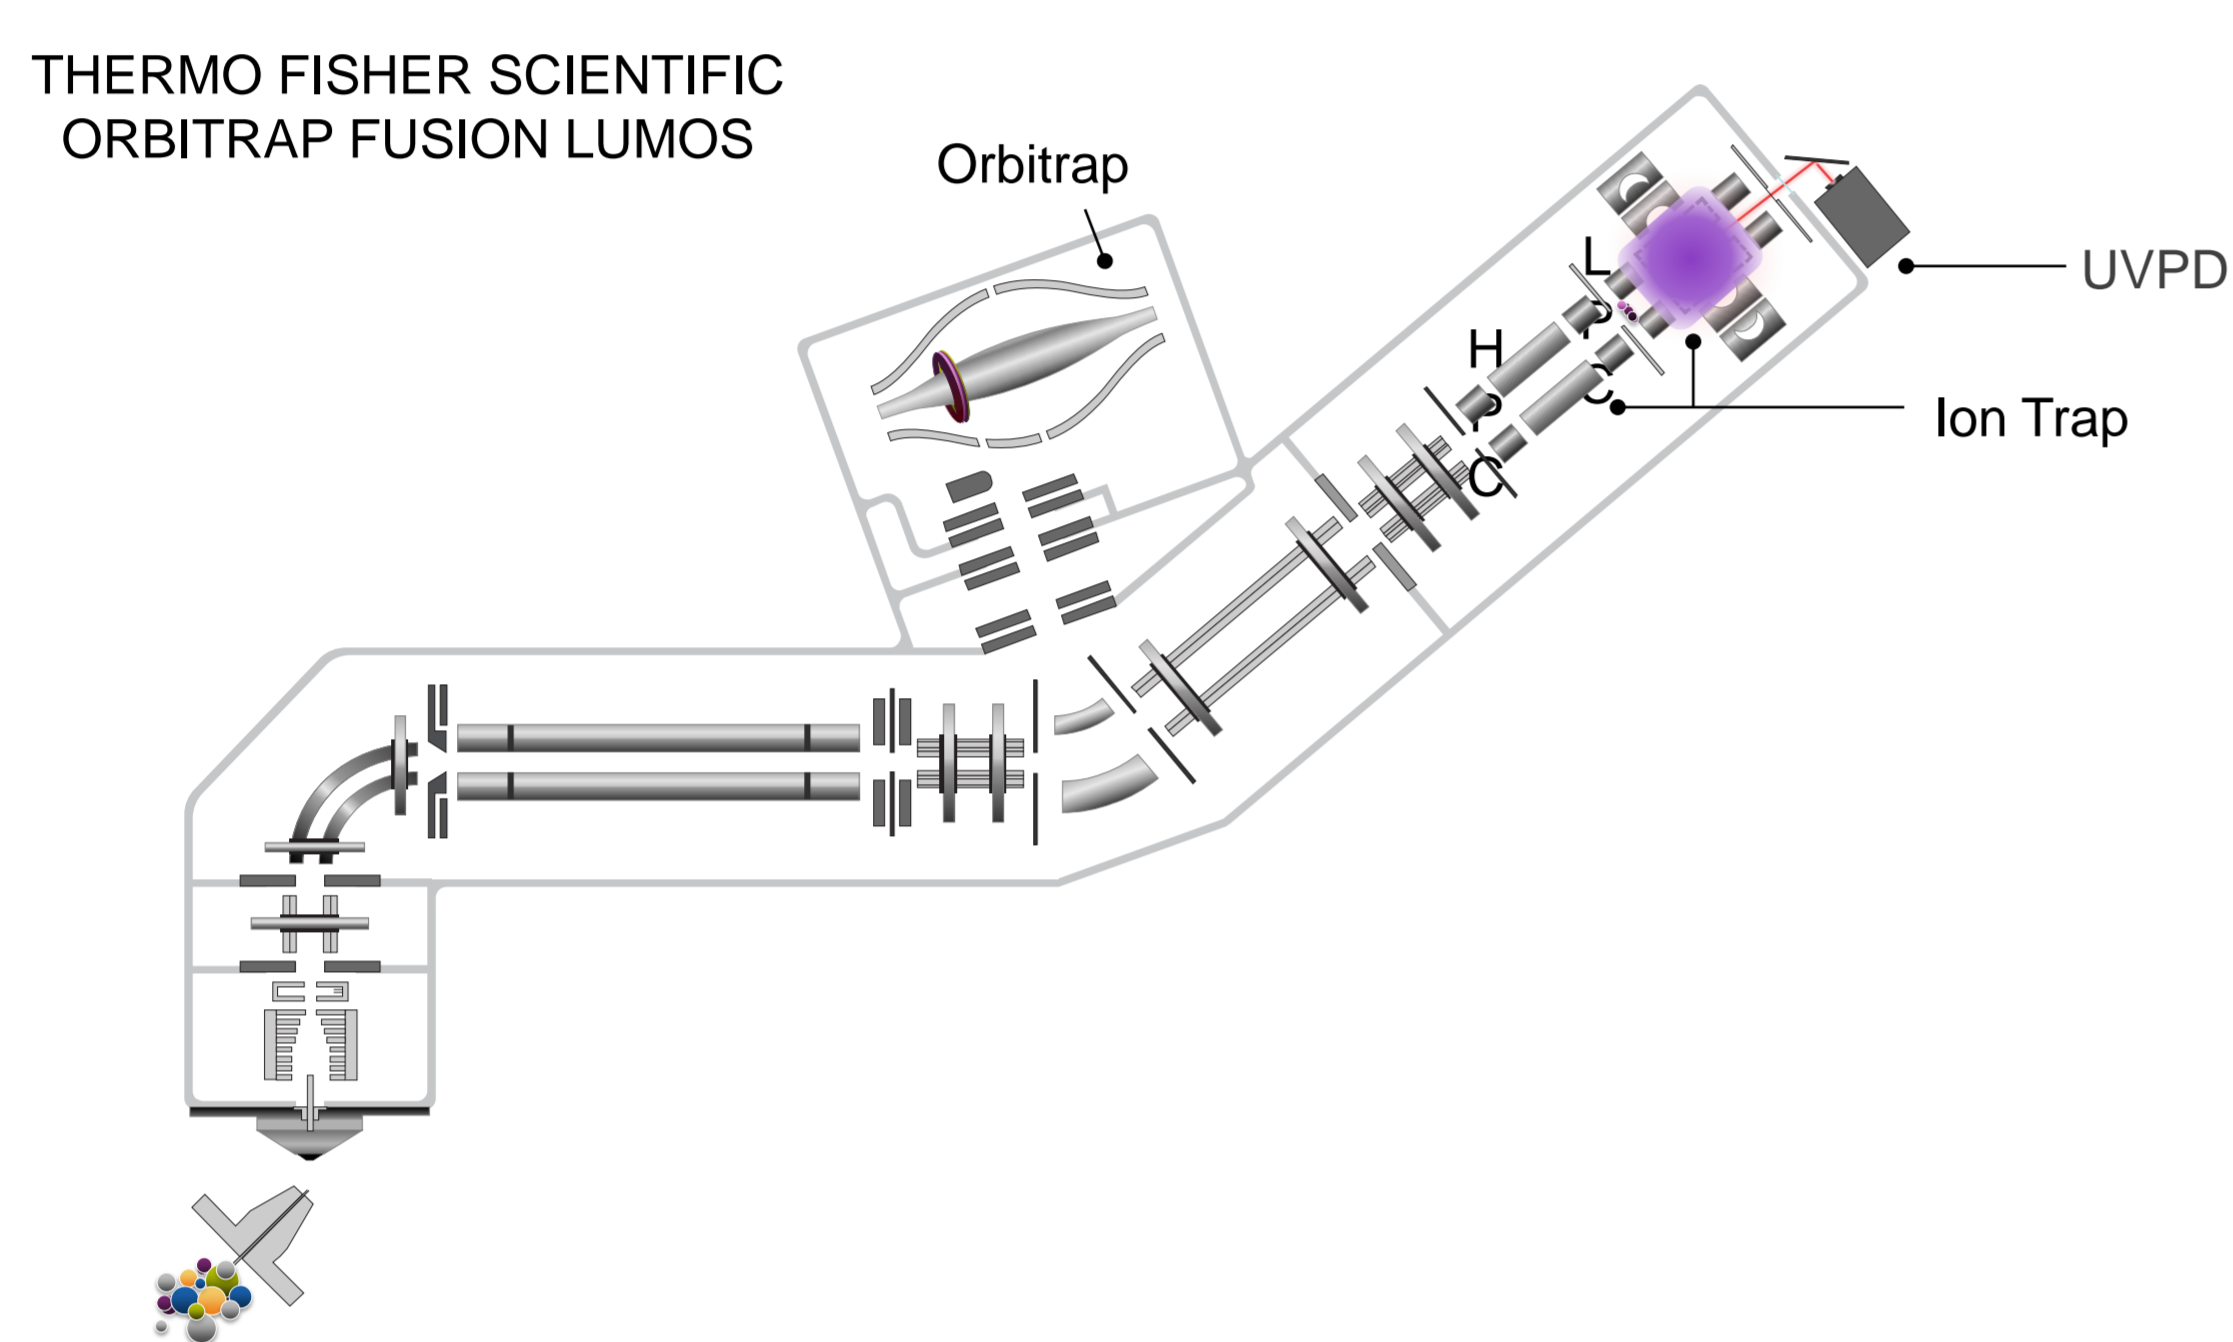 THERMO FISHER SCIENTIFIC
ORBITRAP FUSION LUMOS
Orbitrap
UVPD
L
P
C
H
P
C
Ion Trap